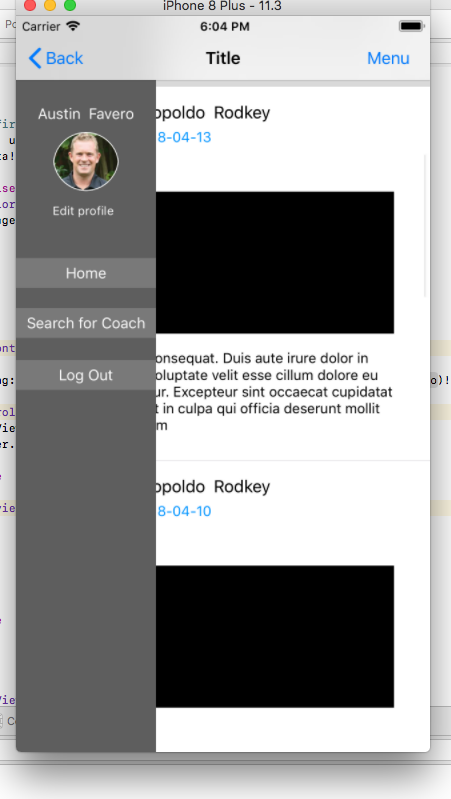 iPhone 8 Plus - 11.3
Carrier
6:04 PM
Back
Title
Menu
Austin Favero
Edit profile
Home
Search for Coach
Log Out
opoldo Rodkey
8-04-13
onsequat. Duis aute irure dolor in
oluptate velit esse cillum dolore eu
ur. Excepteur sint occaecat cupidatat
t in culpa qui officia deserunt mollit
m
opoldo Rodkey
8-04-10